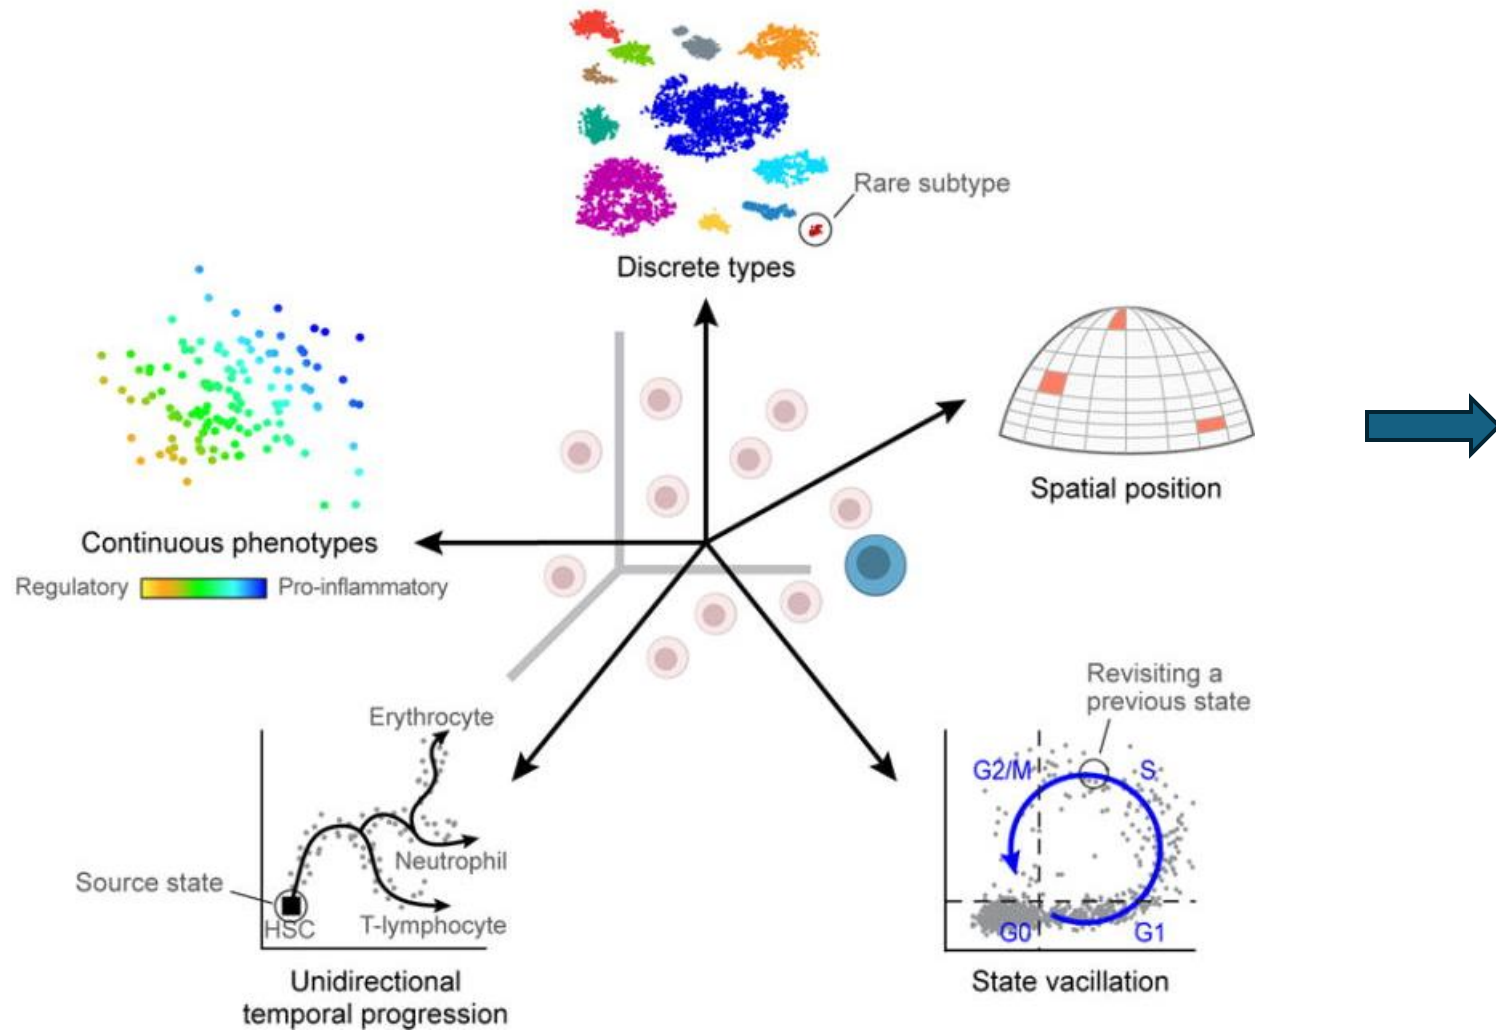 Rare subtype
Discrete types
Continuous phenotypes
Regulatory
Pro-inflammatory
Spatial position
Erythrocyte
Neutrophil
T-lymphocyte
Source state
HSC
Unidirectional
temporal progression
Revisiting a
previous state
G2/M
S
G0
G1
State vacillation